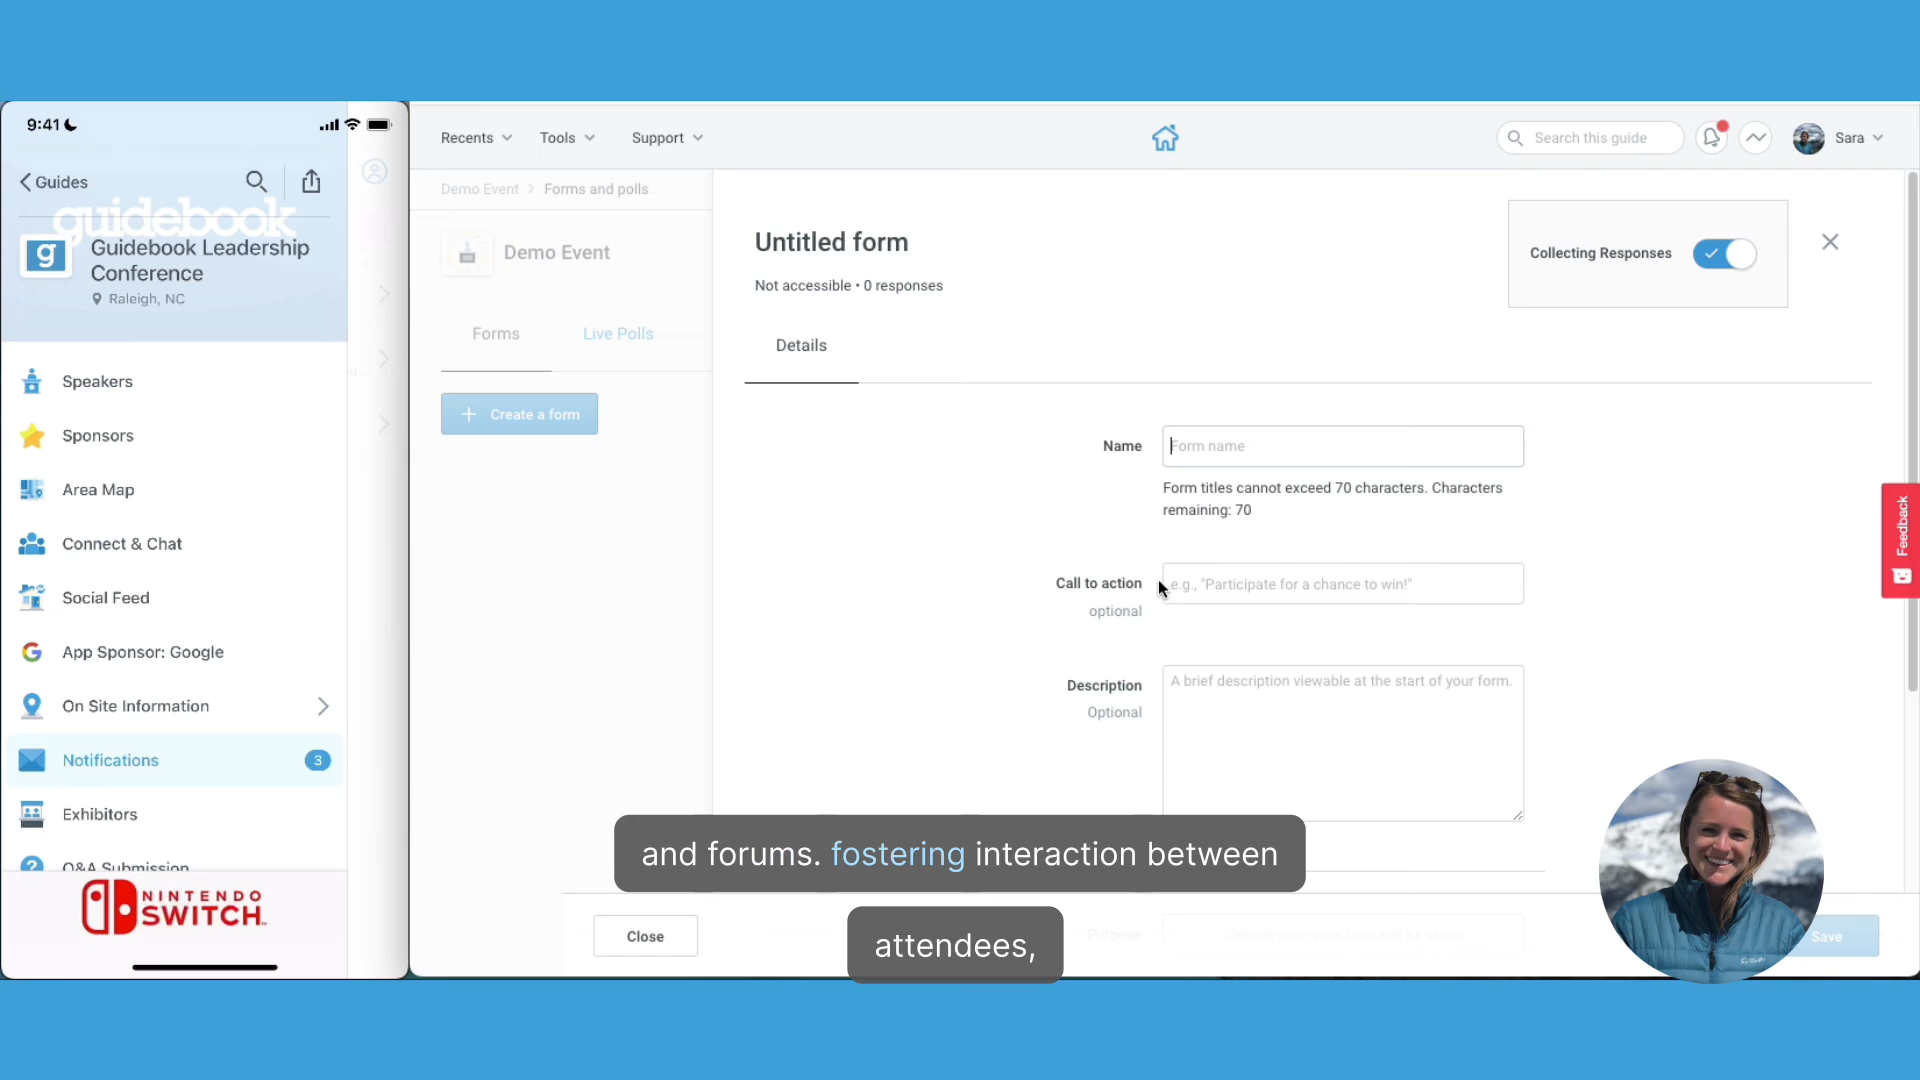 9:41
Guides
guidebook
g
Guidebook Leadership
Conference
Raleigh, NC
Speakers
Sponsors
Area Map
Connect & Chat
Social Feed
App Sponsor: Google
On Site Information
Notifications
3
Exhibitors
Q&A Submission
NINTENDO
SWITCH™
Recents
Tools
Support
Search this guide
Sara
Demo Event > Forms and polls
Demo Event
Forms
Live Polls
+ Create a form
Untitled form
Not accessible • 0 responses
Collecting Responses
Details
Name
Form name
Form titles cannot exceed 70 characters. Characters
remaining: 70
Call to action
optional
e.g., "Participate for a chance to win!"
Description
Optional
A brief description viewable at the start of your form.
Feedback
and forums. fostering interaction between
attendees,
Close
Purpose
Save